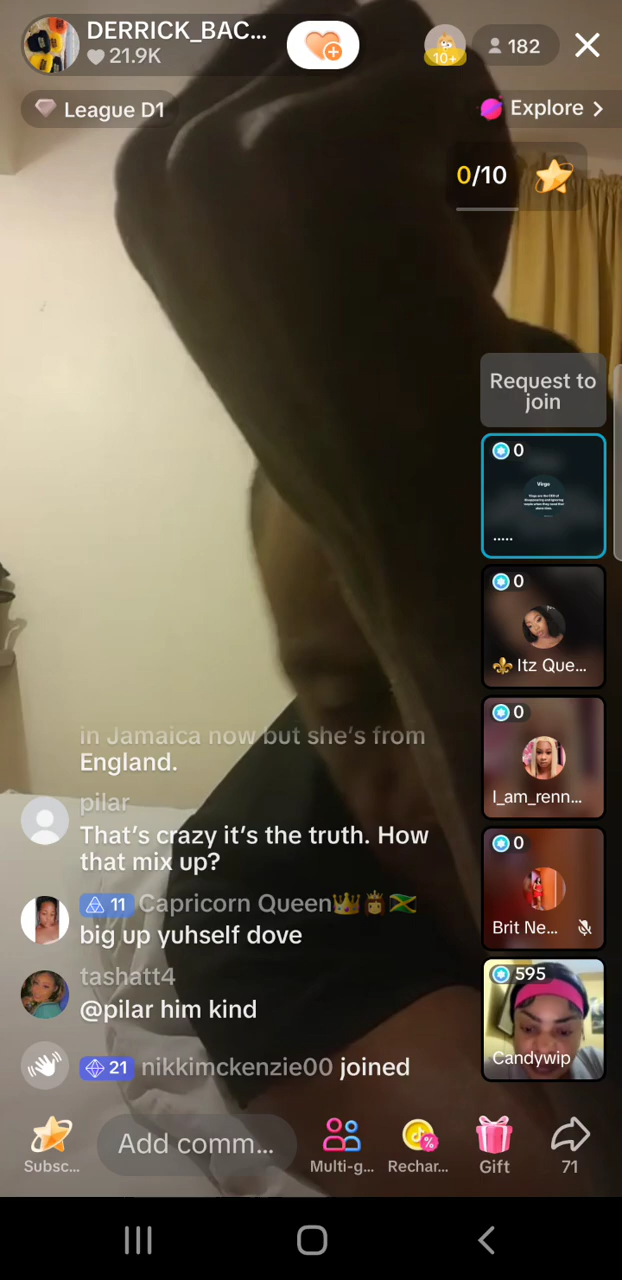 DERRICK_BAC...
21.9K
10+
182
League D1
Explore
0/10
Request to
join
0
Virgo
.....
0
Itz Que...
0
I_am_renn...
0
Brit Ne...
595
Candywip
in Jamaica now but she's from
England.
pilar
That's crazy it's the truth. How
that mix up?
11 Capricorn Queen👑👸🇯🇲
big up yuhself dove
tashatt4
@pilar him kind
21 nikkimckenzie00 joined
Subsc...
Add comm...
Multi-g...
Rechar...
Gift
71